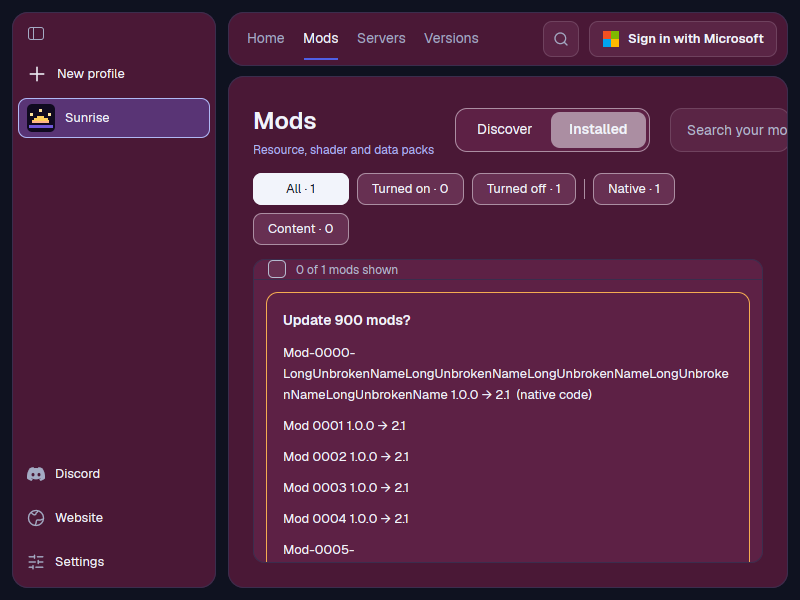 Home
Mods
Servers
Versions
Sign in with Microsoft
New profile
Sunrise
Discord
Website
Settings
Mods
Resource, shader and data packs
Discover
Installed
Search your mo
All · 1
Turned on · 0
Turned off · 1
Native · 1
Content · 0
0 of 1 mods shown
Update 900 mods?
Mod-0000-
LongUnbrokenNameLongUnbrokenNameLongUnbrokenNameLongUnbroke
nNameLongUnbrokenName 1.0.0 → 2.1 (native code)
Mod 0001 1.0.0 → 2.1
Mod 0002 1.0.0 → 2.1
Mod 0003 1.0.0 → 2.1
Mod 0004 1.0.0 → 2.1
Mod-0005-